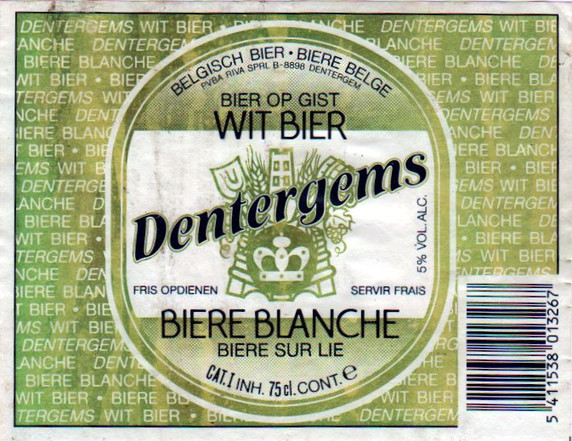 DENTERGEMS WIT BIER
BELGISCH BIER • BIERE BELGE
PVBA RIVA SPRL B-8898 DENTERGEM
BIER OP GIST
WIT BIER
Dentergems
5% VOL. ALC.
FRIS OPDIENEN
SERVIR FRAIS
BIERE BLANCHE
BIERE SUR LIE
CAT.I INH. 75 cl. CONT. e
5 411538 013267